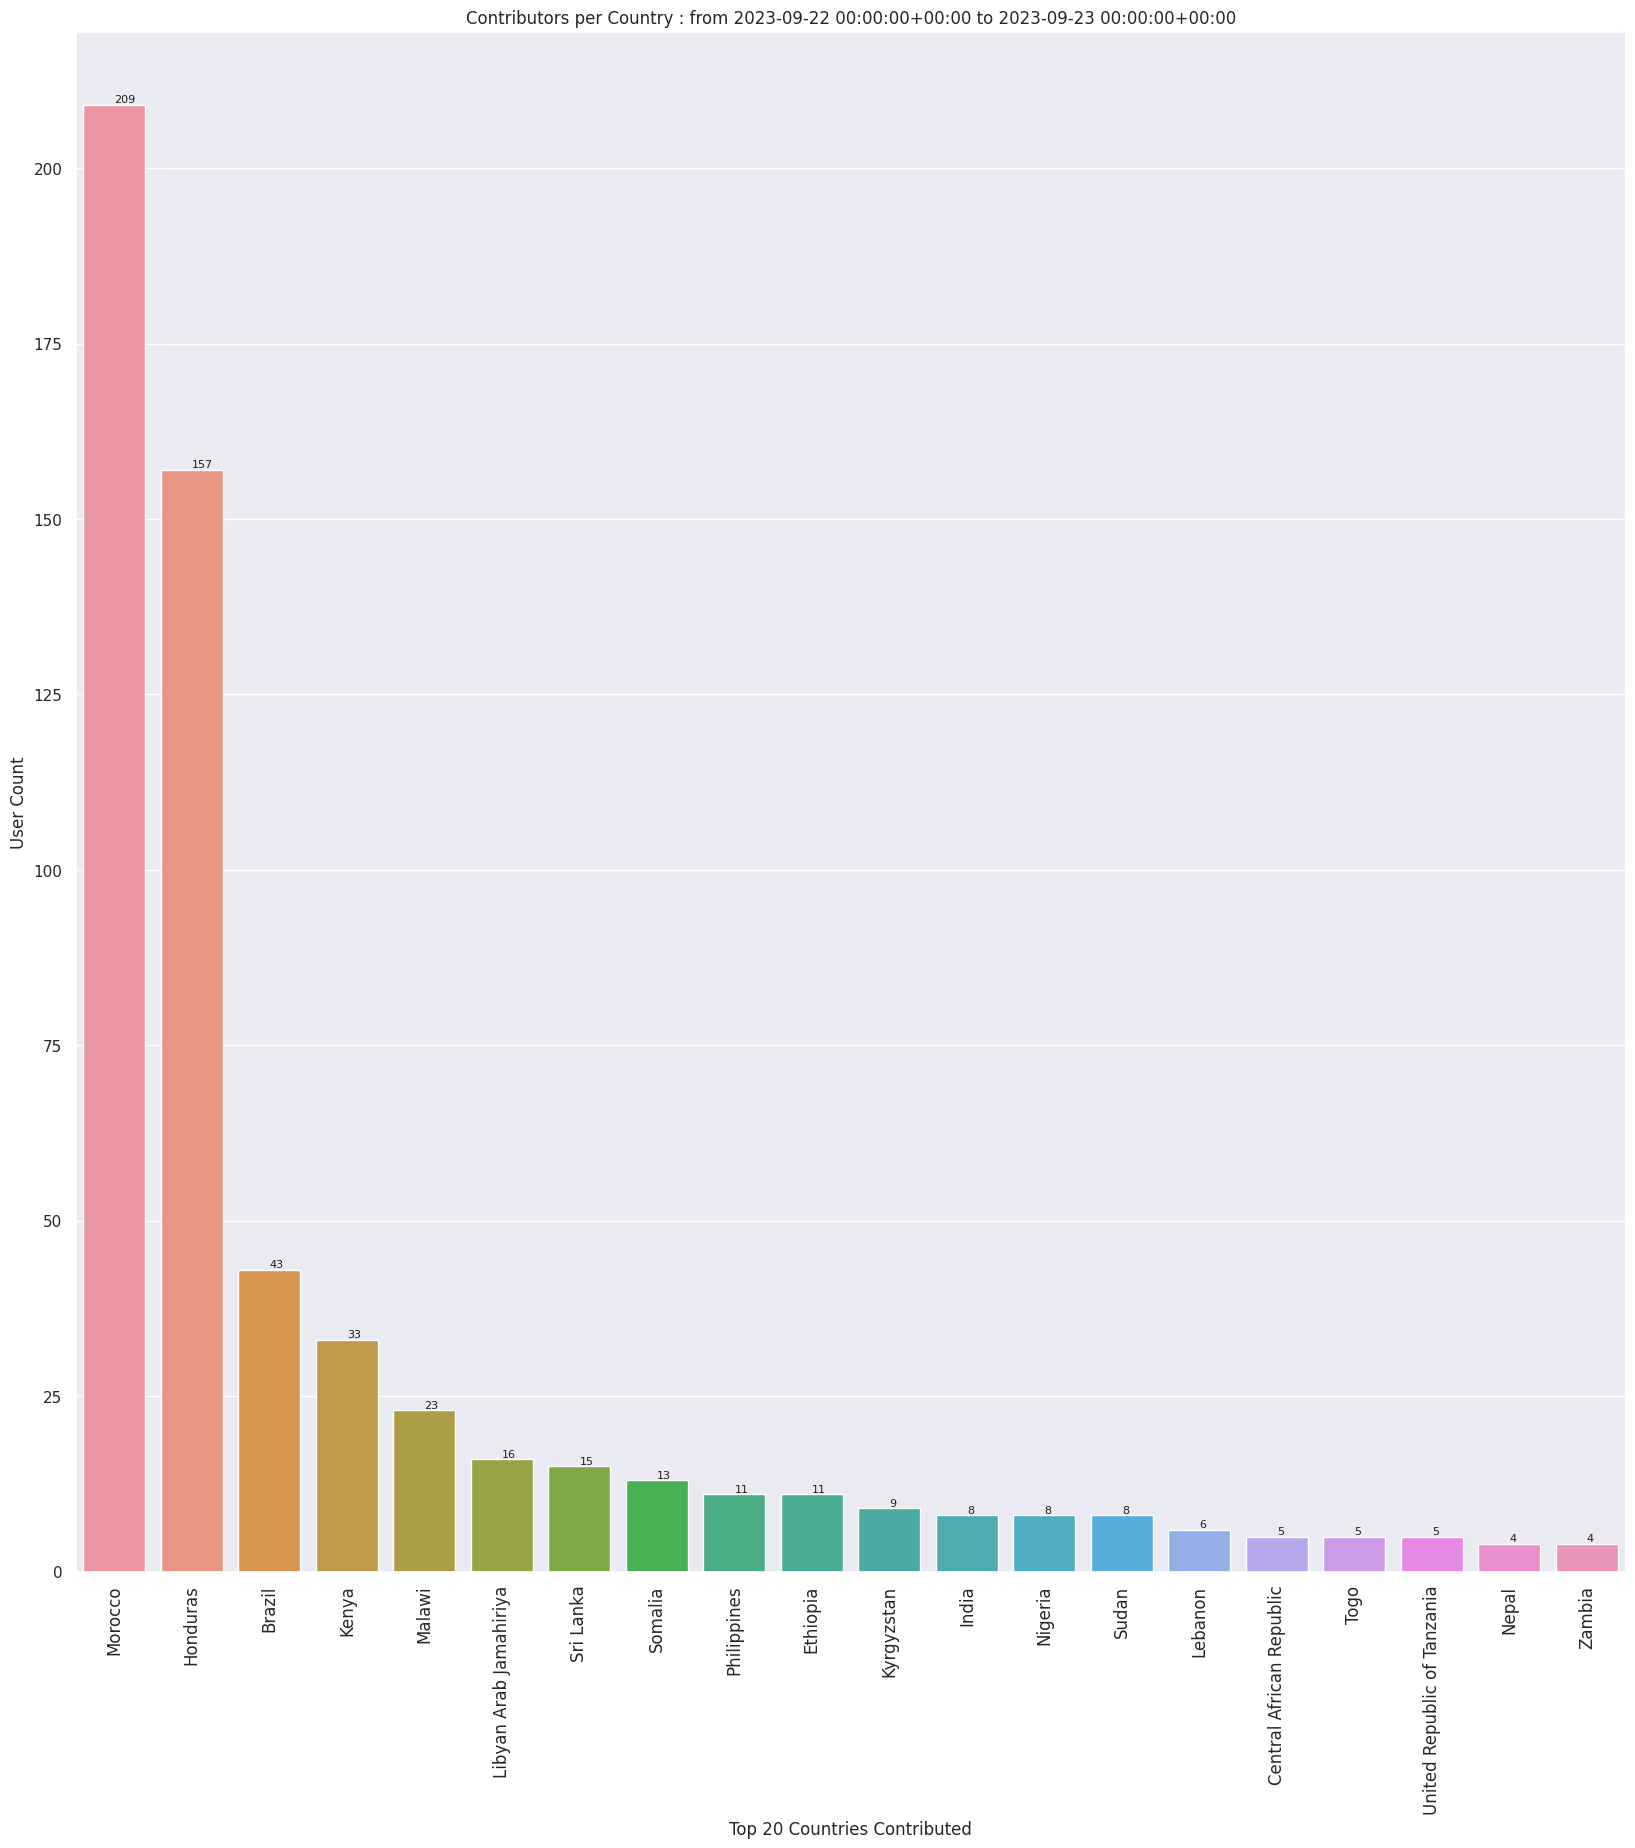 Contributors per Country : from 2023-09-22 00:00:00+00:00 to 2023-09-23 00:00:00+00:00
User Count
200
175
150
125
100
75
50
25
0
209
157
43
33
23
16
15
13
11
11
9
8
8
8
6
5
5
5
4
4
Morocco
Honduras
Brazil
Kenya
Malawi
Libyan Arab Jamahiriya
Sri Lanka
Somalia
Philippines
Ethiopia
Kyrgyzstan
India
Nigeria
Sudan
Lebanon
Central African Republic
Togo
United Republic of Tanzania
Nepal
Zambia
Top 20 Countries Contributed